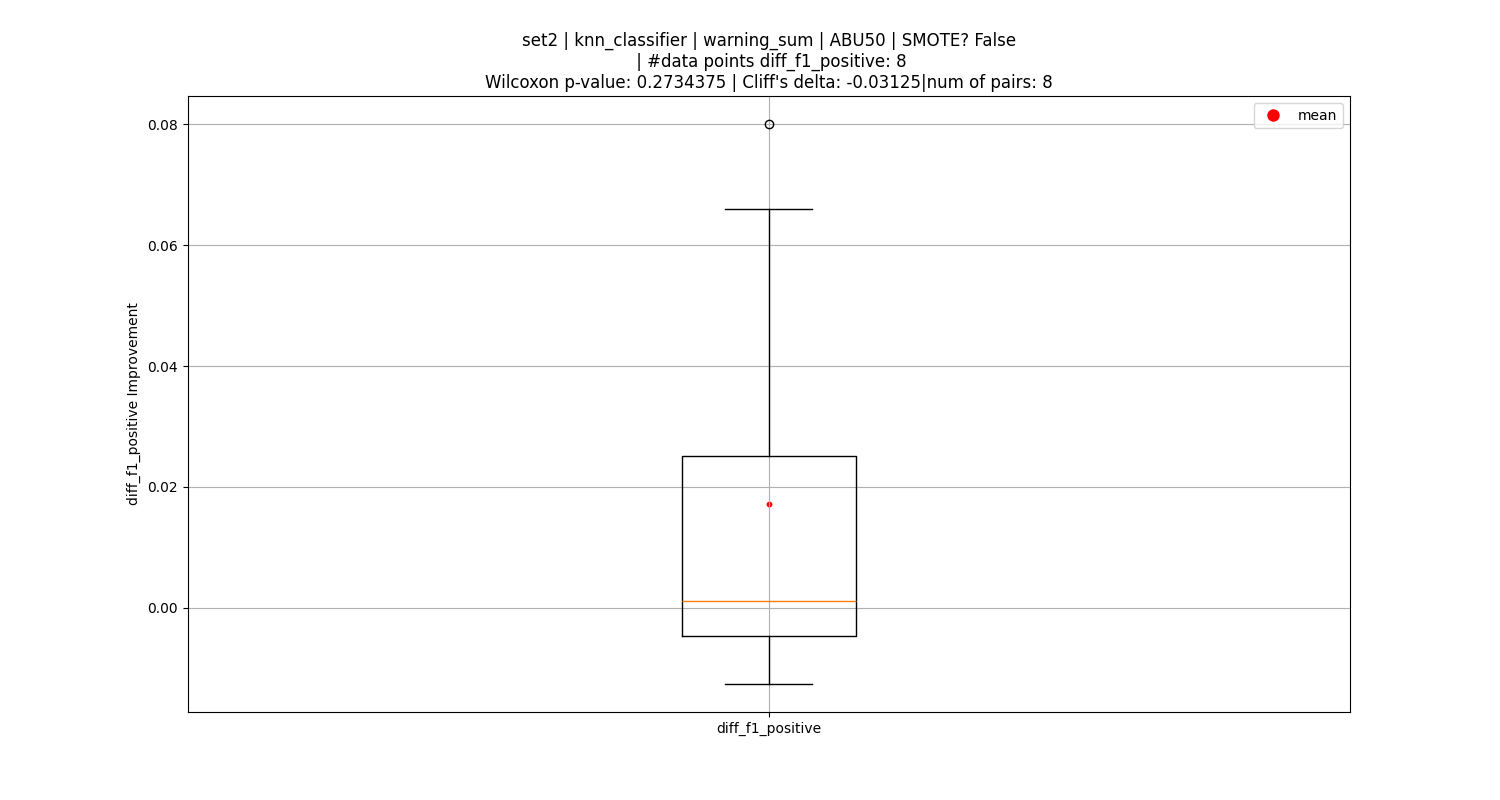 set2 | knn_classifier | warning_sum | ABU50 | SMOTE? False
| #data points diff_f1_positive: 8
Wilcoxon p-value: 0.2734375 | Cliff's delta: -0.03125|num of pairs: 8
mean
0.08
0.06
0.04
0.02
0.00
diff_f1_positive Improvement
diff_f1_positive